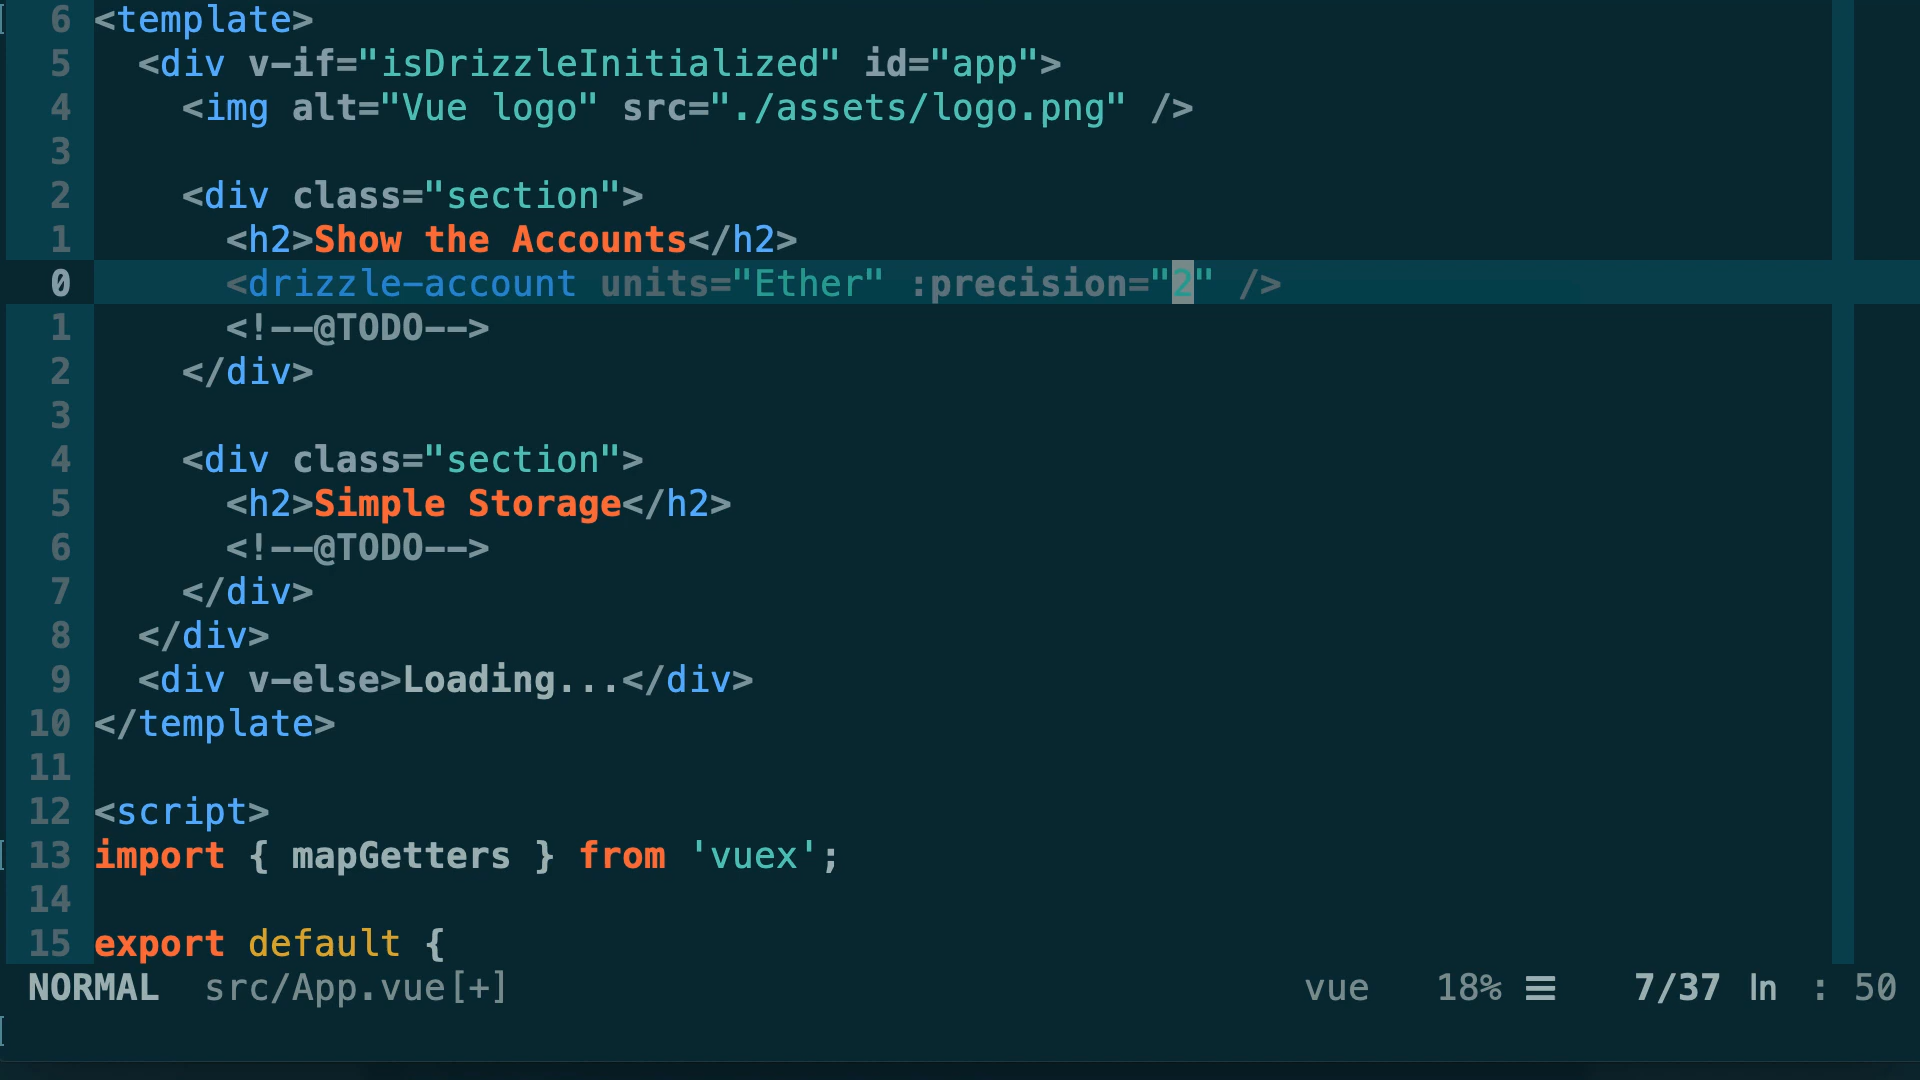 6 <template>
5   <div v-if="isDrizzleInitialized" id="app">
4     <img alt="Vue logo" src="./assets/logo.png" />
3
2     <div class="section">
1       <h2>Show the Accounts</h2>
0       <drizzle-account units="Ether" :precision="2" />
1       <!--@TODO-->
2     </div>
3
4     <div class="section">
5       <h2>Simple Storage</h2>
6       <!--@TODO-->
7     </div>
8   </div>
9   <div v-else>Loading...</div>
10 </template>
11
12 <script>
13 import { mapGetters } from 'vuex';
14
15 export default {
NORMAL src/App.vue[+] vue 18% ☰ 7/37 ln : 50